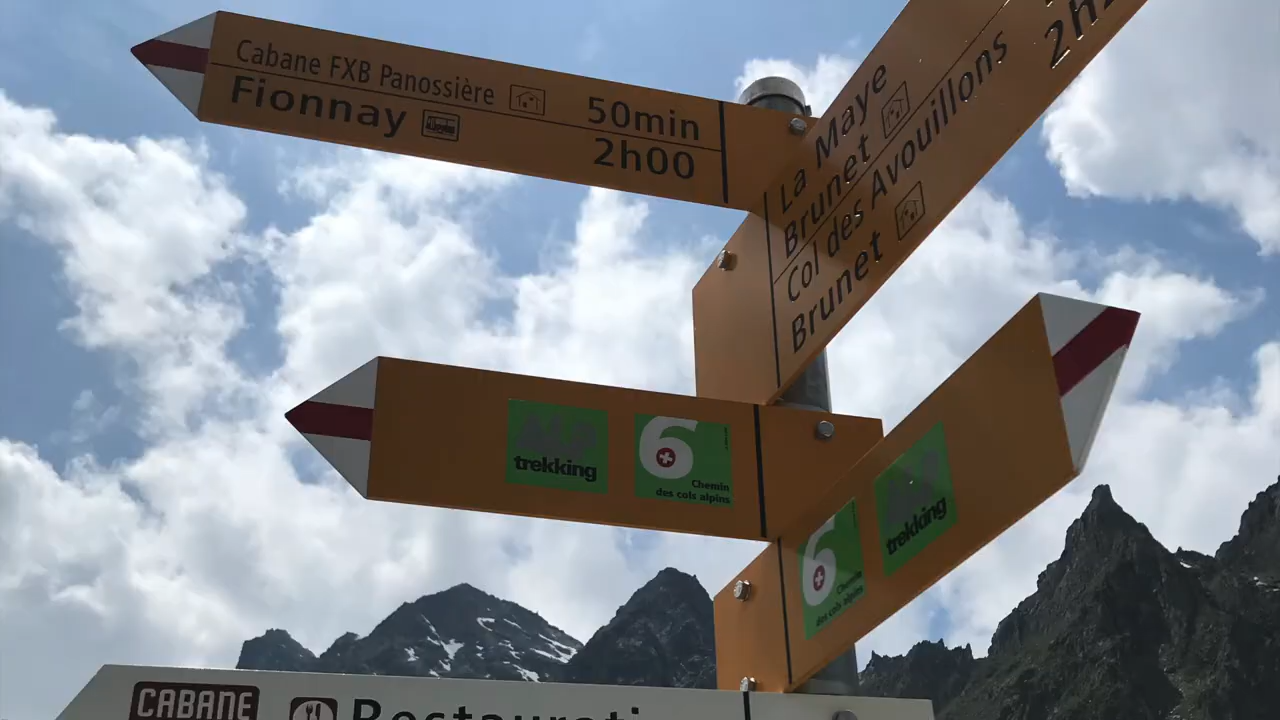 Cabane FXB Panossière 50min
Fionnay 2h00
La Maye
Brunet
Col des Avouillons
Brunet
trekking
6
Chemin
des cols alpins
6
Chemin
des cols alpins
trekking
CABANE